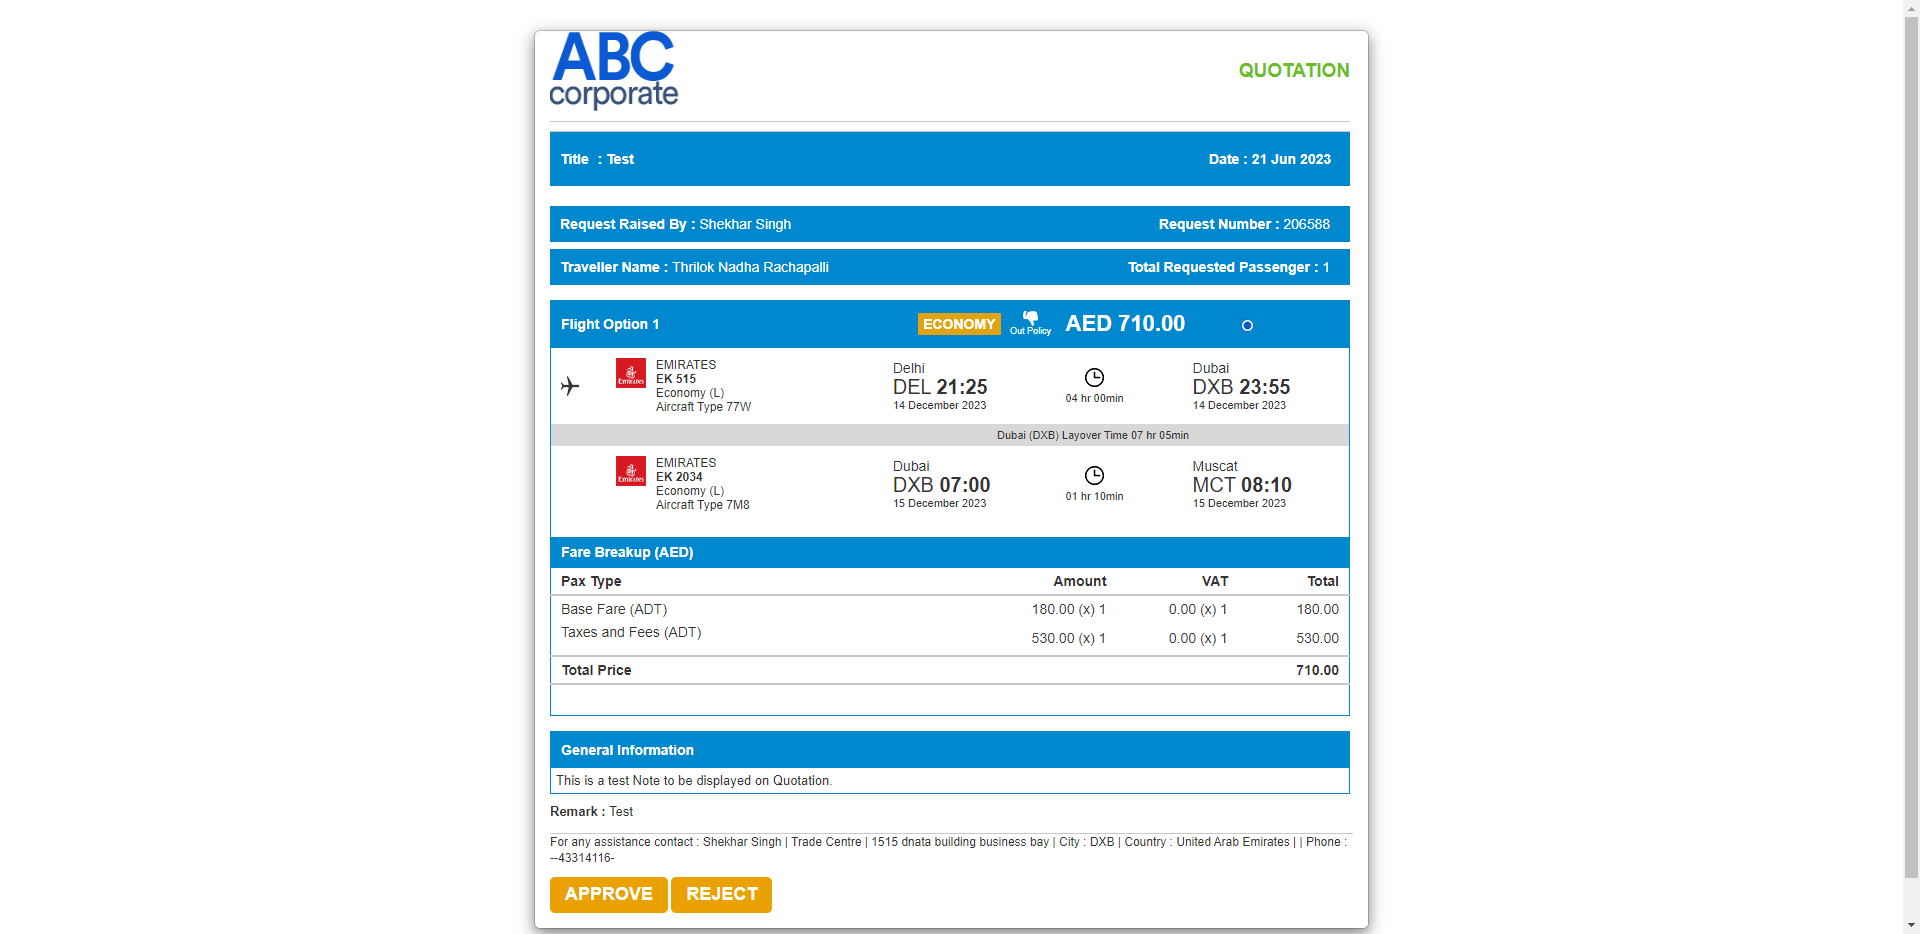 ABC
corporate
QUOTATION
Title : Test
Date : 21 Jun 2023
Request Raised By : Shekhar Singh
Request Number : 206588
Traveller Name : Thrilok Nadha Rachapalli
Total Requested Passenger : 1
Flight Option 1
ECONOMY
Out Policy
AED 710.00
Emirates
EMIRATES
EK 515
Economy (L)
Aircraft Type 77W
Delhi
DEL 21:25
14 December 2023
04 hr 00min
Dubai
DXB 23:55
14 December 2023
Dubai (DXB) Layover Time 07 hr 05min
Emirates
EMIRATES
EK 2034
Economy (L)
Aircraft Type 7M8
Dubai
DXB 07:00
15 December 2023
01 hr 10min
Muscat
MCT 08:10
15 December 2023
Fare Breakup (AED)
Pax Type Amount VAT Total
Base Fare (ADT) 180.00 (x) 1 0.00 (x) 1 180.00
Taxes and Fees (ADT) 530.00 (x) 1 0.00 (x) 1 530.00
Total Price 710.00
General Information
This is a test Note to be displayed on Quotation.
Remark : Test
For any assistance contact : Shekhar Singh | Trade Centre | 1515 dnata building business bay | City : DXB | Country : United Arab Emirates | | Phone :
--43314116-
APPROVE REJECT